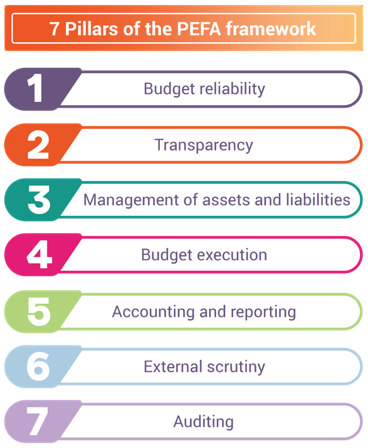 7 Pillars of the PEFA framework
1 Budget reliability
2 Transparency
3 Management of assets and liabilities
4 Budget execution
5 Accounting and reporting
6 External scrutiny
7 Auditing